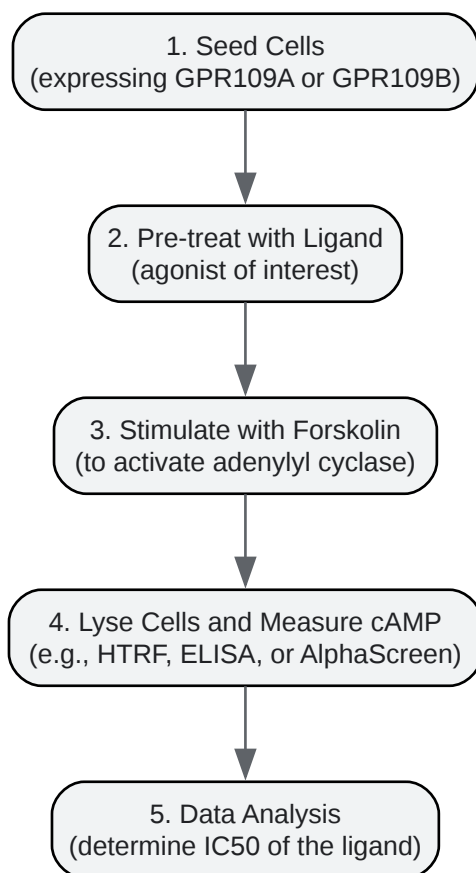 1. Seed Cells
(expressing GPR109A or GPR109B)
2. Pre-treat with Ligand
(agonist of interest)
3. Stimulate with Forskolin
(to activate adenylyl cyclase)
4. Lyse Cells and Measure cAMP
(e.g., HTRF, ELISA, or AlphaScreen)
5. Data Analysis
(determine IC50 of the ligand)